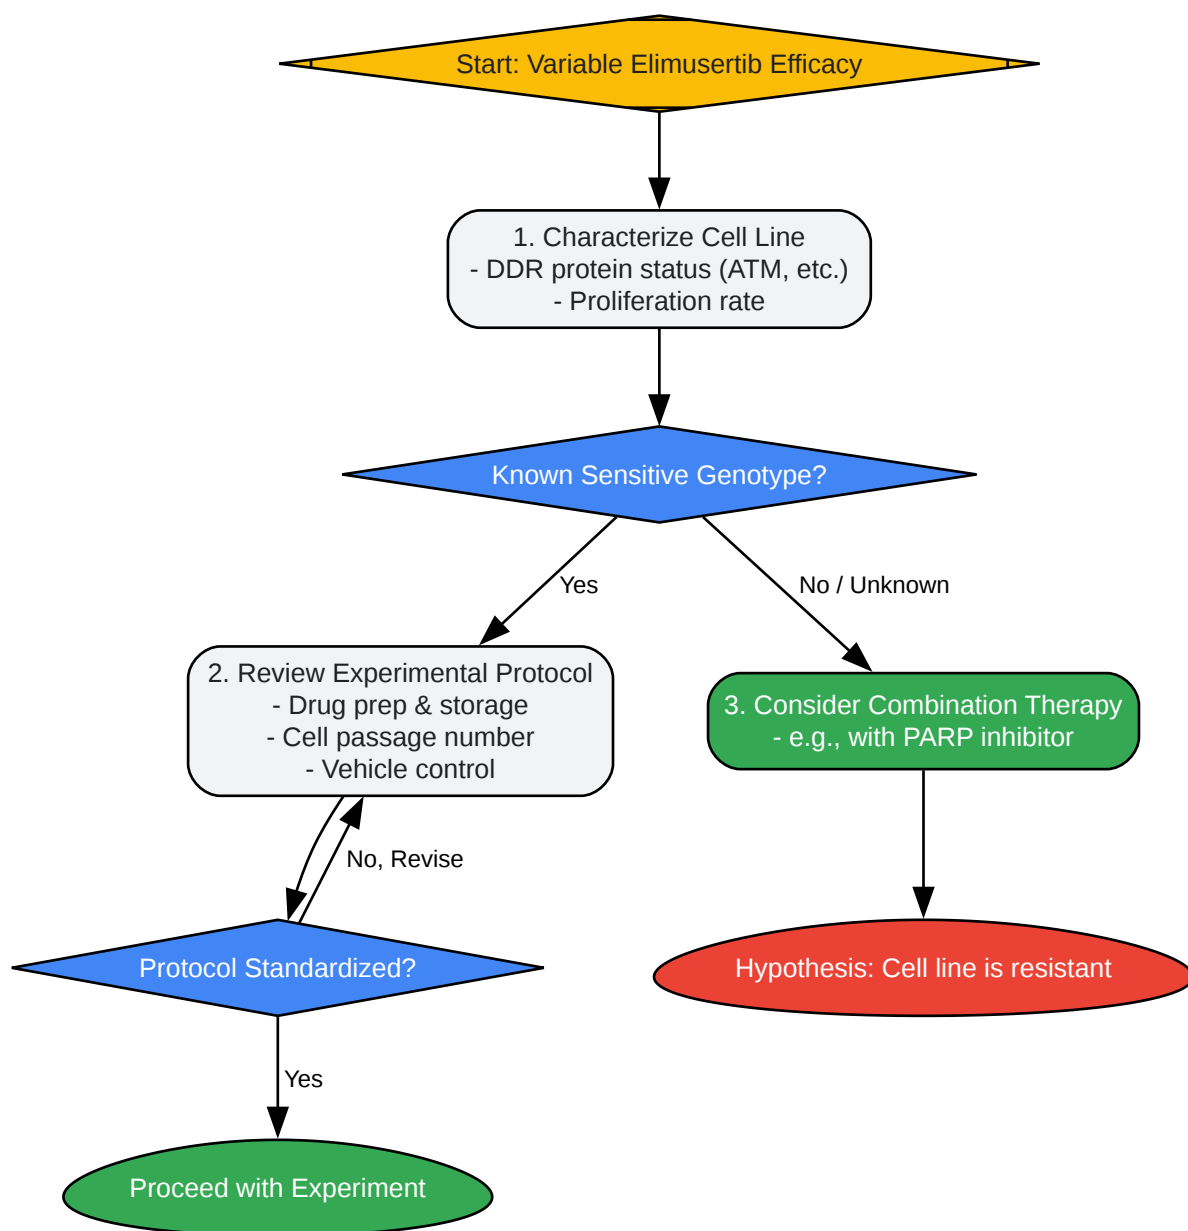 Start: Variable Elimusertib Efficacy
1. Characterize Cell Line
- DDR protein status (ATM, etc.)
- Proliferation rate
Known Sensitive Genotype?
Yes
No / Unknown
2. Review Experimental Protocol
- Drug prep & storage
- Cell passage number
- Vehicle control
3. Consider Combination Therapy
- e.g., with PARP inhibitor
No, Revise
Protocol Standardized?
Hypothesis: Cell line is resistant
Yes
Proceed with Experiment